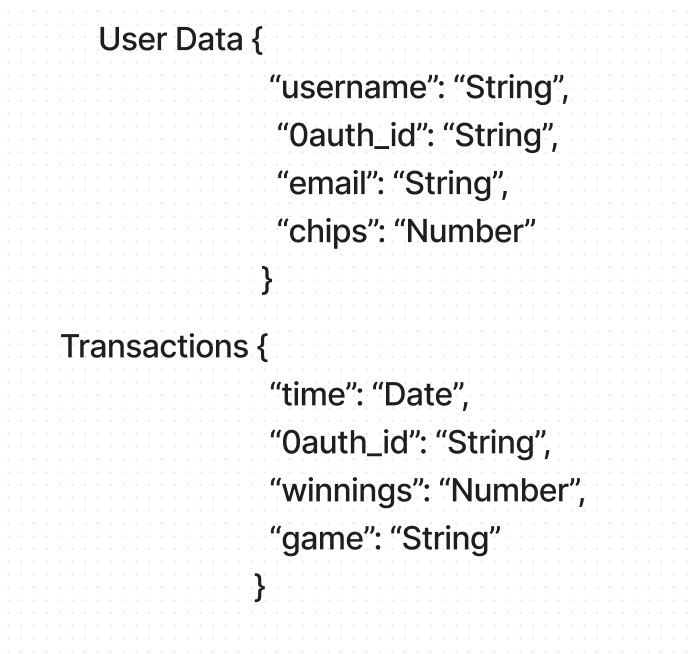 User Data {
“username”: “String”,
“0auth_id”: “String”,
“email”: “String”,
“chips”: “Number”
}
Transactions {
“time”: “Date”,
“0auth_id”: “String”,
“winnings”: “Number”,
“game”: “String”
}